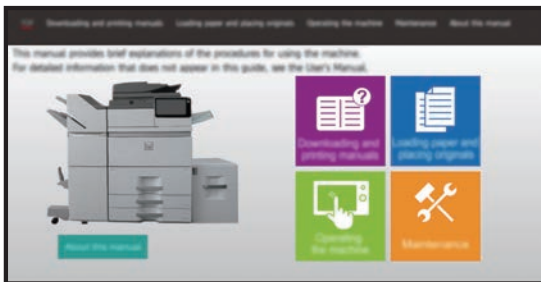 Downloading and printing manuals Loading paper and placing originals Operating the machine Maintenance About this manual
This manual provides brief explanations of the procedures for using the machine.
For detailed information that does not appear in this guide, see the User's Manual.
?
Downloading and
printing manuals
Loading paper and
placing originals
About this manual
Operating
the machine
Maintenance